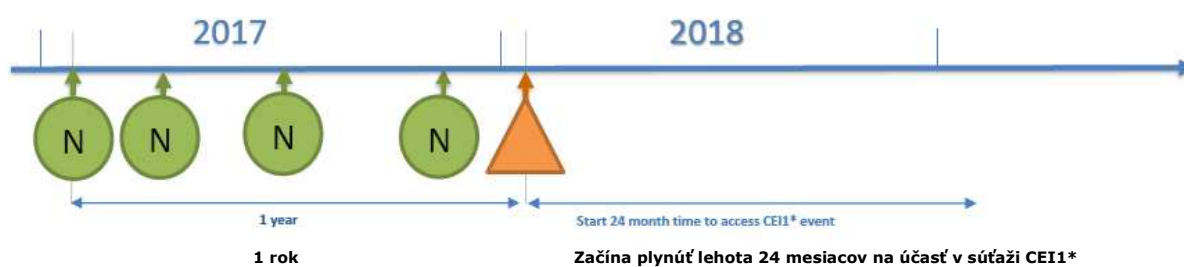 2017 2018
N N N N
1 year Start 24 month time to access CEI1* event
1 rok Začína plynúť lehota 24 mesiacov na účasť v súťaži CEI1*